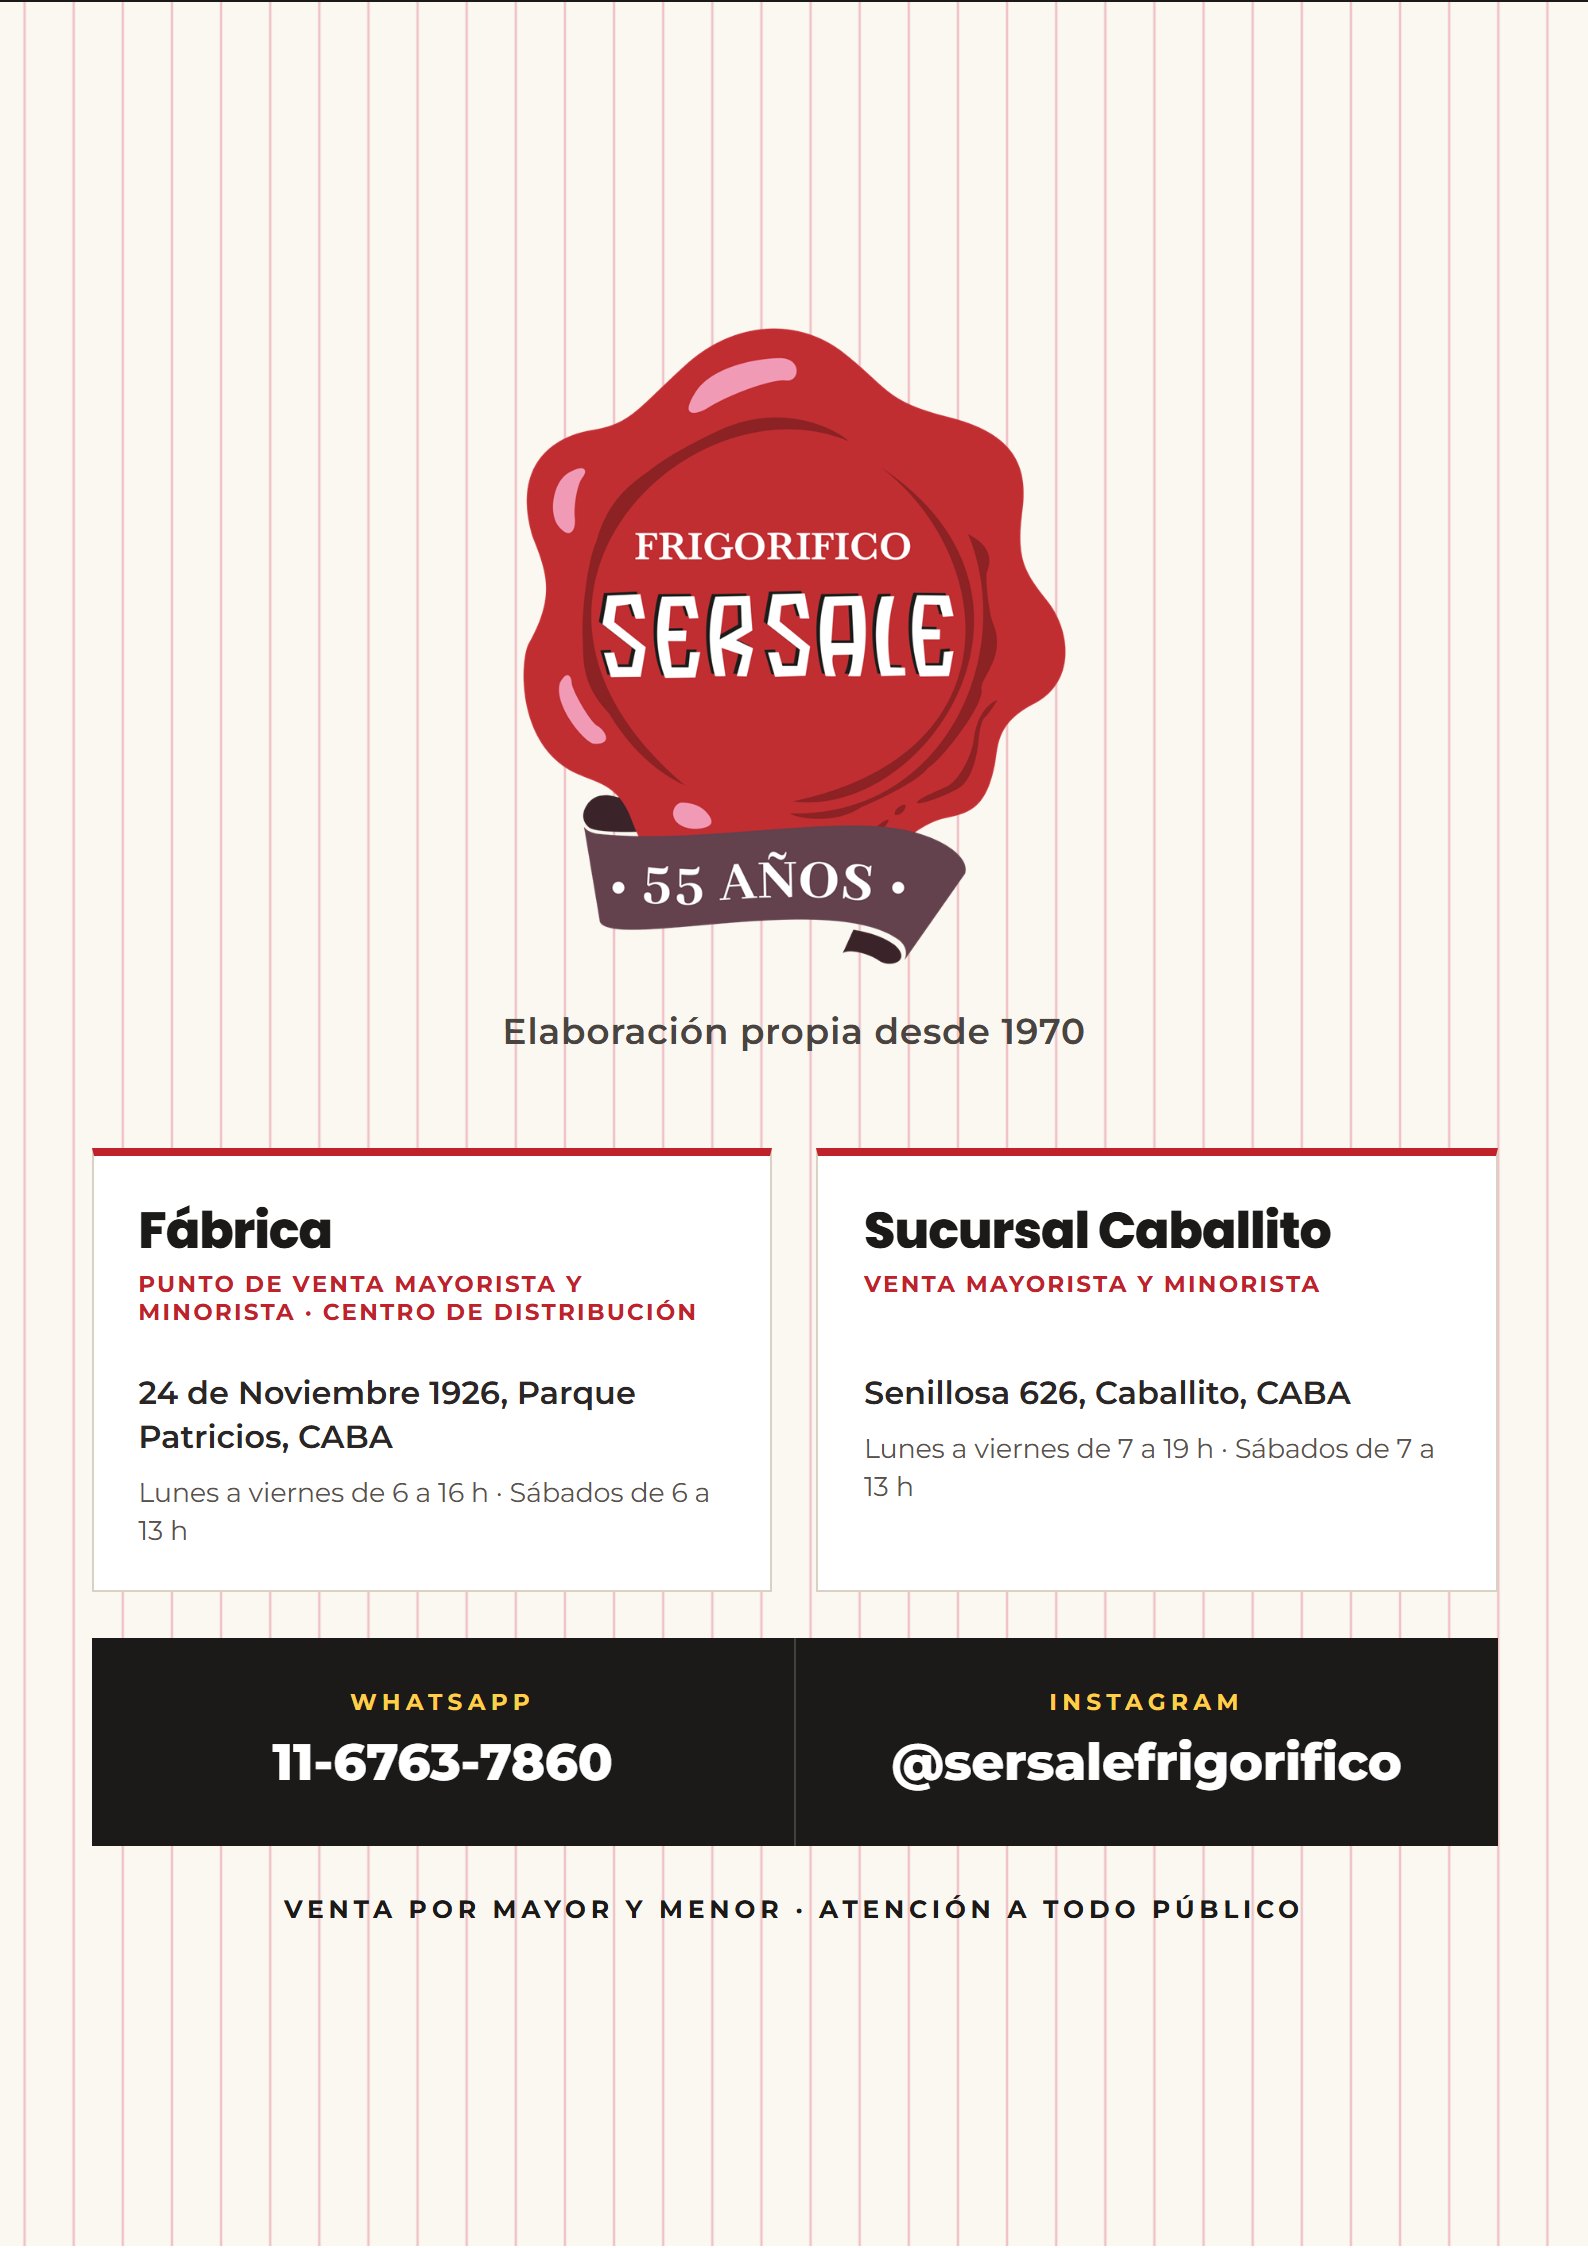 FRIGORIFICO
SERSALE
• 55 AÑOS •
Elaboración propia desde 1970
Fábrica
PUNTO DE VENTA MAYORISTA Y
MINORISTA · CENTRO DE DISTRIBUCIÓN
24 de Noviembre 1926, Parque
Patricios, CABA
Lunes a viernes de 6 a 16 h · Sábados de 6 a
13 h
Sucursal Caballito
VENTA MAYORISTA Y MINORISTA
Senillosa 626, Caballito, CABA
Lunes a viernes de 7 a 19 h · Sábados de 7 a
13 h
WHATSAPP
11-6763-7860
INSTAGRAM
@sersalefrigorifico
VENTA POR MAYOR Y MENOR · ATENCIÓN A TODO PÚBLICO